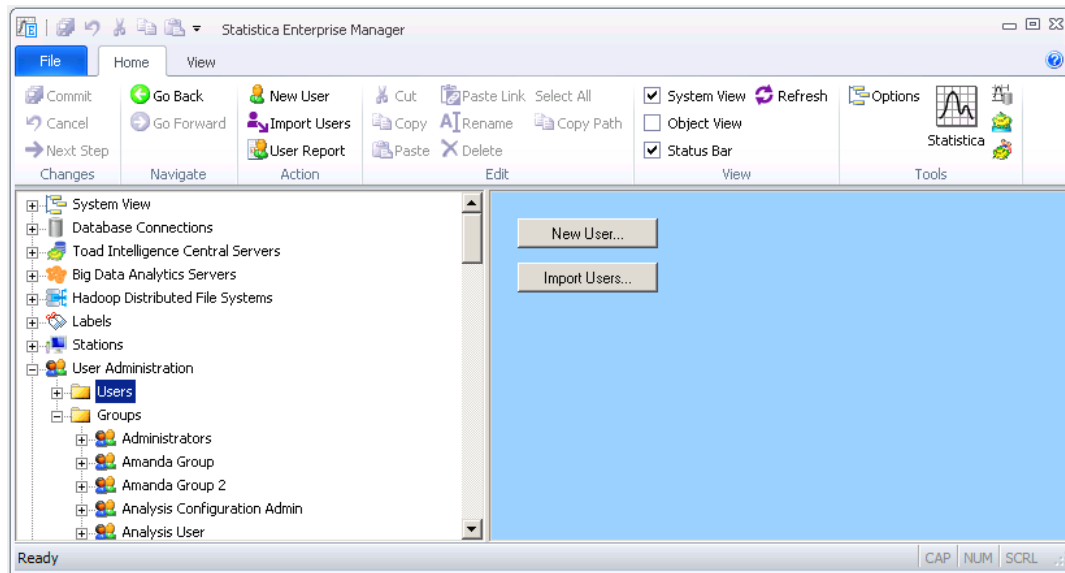 Statistica Enterprise Manager
File Home View
Commit Go Back New User Cut Paste Link Select All System View Refresh Options
Cancel Go Forward Import Users Copy Rename Copy Path Object View Statistica
Next Step User Report Paste Delete Status Bar
Changes Navigate Action Edit View Tools
System View
Database Connections
Toad Intelligence Central Servers
Big Data Analytics Servers
Hadoop Distributed File Systems
Labels
Stations
User Administration
Users
Groups
Administrators
Amanda Group
Amanda Group 2
Analysis Configuration Admin
Analysis User
New User...
Import Users...
Ready CAP NUM SCRL